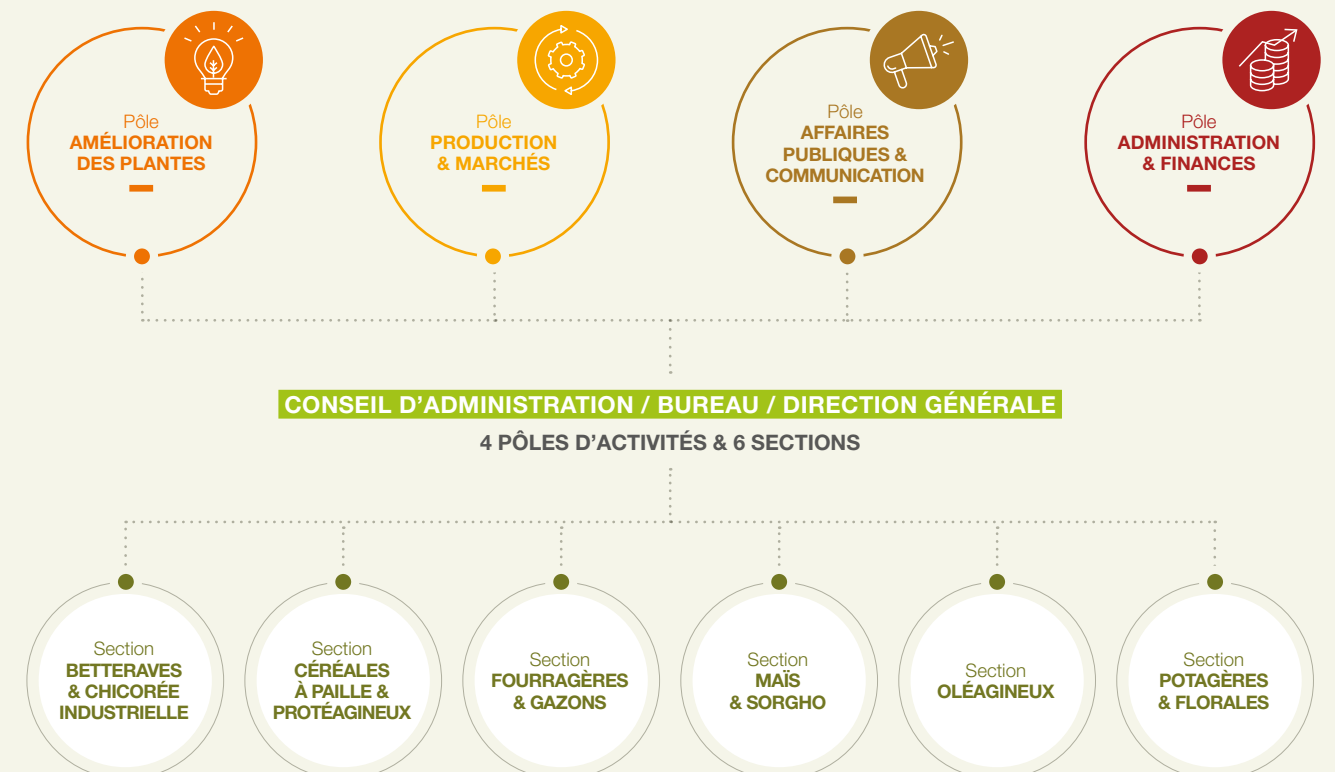 Pôle
AMÉLIORATION
DES PLANTES
Pôle
PRODUCTION
& MARCHÉS
Pôle
AFFAIRES
PUBLIQUES &
COMMUNICATION
Pôle
ADMINISTRATION
& FINANCES
CONSEIL D’ADMINISTRATION / BUREAU / DIRECTION GÉNÉRALE
4 PÔLES D’ACTIVITÉS & 6 SECTIONS
Section
BETTERAVES
& CHICORÉE
INDUSTRIELLE
Section
CÉRÉALES
À PAILLE &
PROTÉAGINEUX
Section
FOURRAGÈRES
& GAZONS
Section
MAÏS
& SORGHO
Section
OLÉAGINEUX
Section
POTAGÈRES
& FLORALES